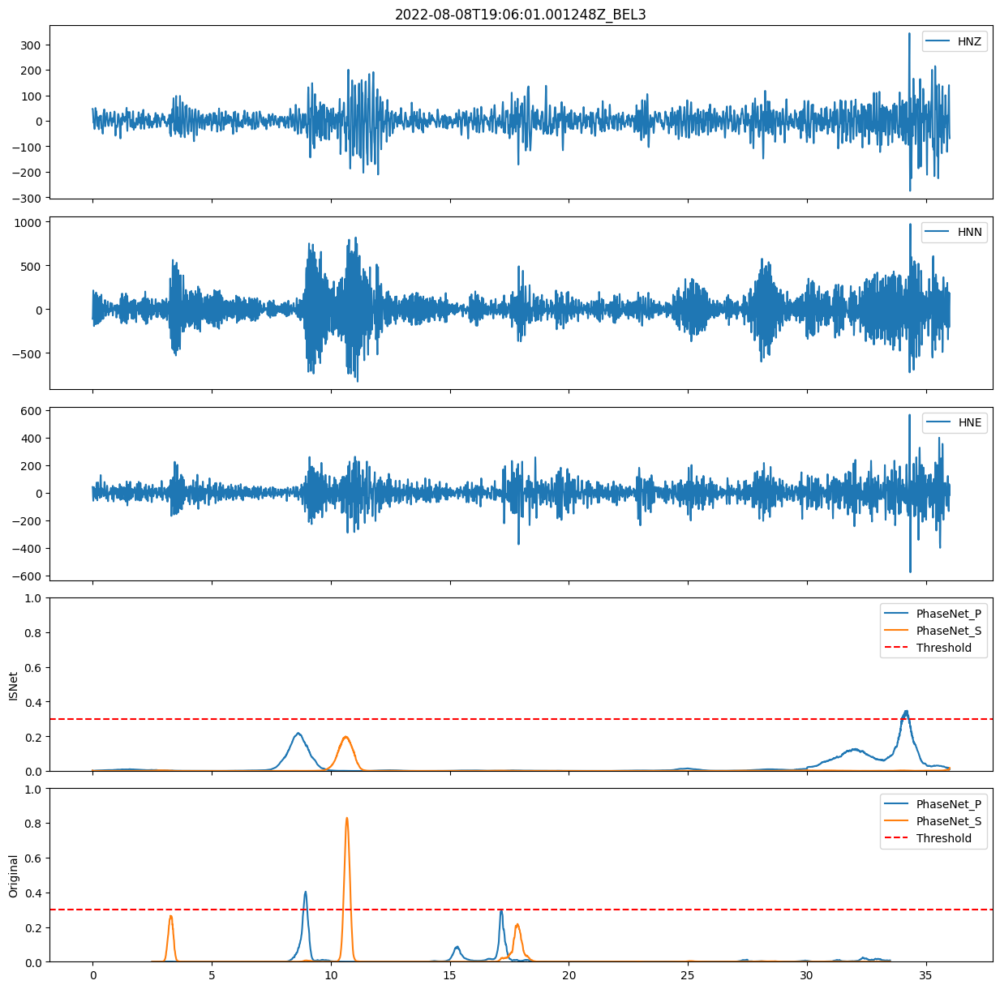 2022-08-08T19:06:01.001248Z_BEL3
HNZ
300
200
100
0
−100
−200
−300
HNN
1000
500
0
−500
HNE
600
400
200
0
−200
−400
−600
ISNet
1.0
0.8
0.6
0.4
0.2
0.0
PhaseNet_P
PhaseNet_S
Threshold
Original
1.0
0.8
0.6
0.4
0.2
0.0
PhaseNet_P
PhaseNet_S
Threshold
0 5 10 15 20 25 30 35